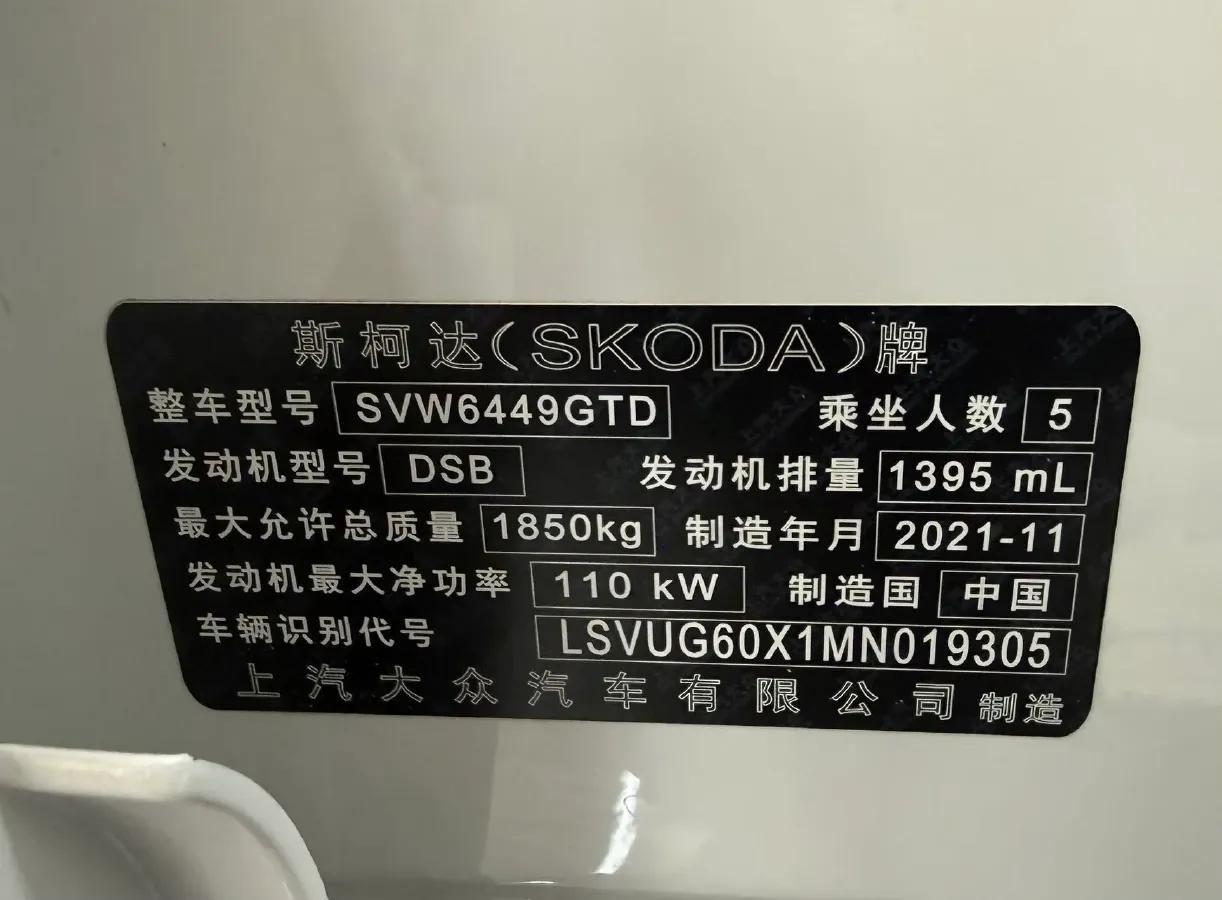 斯柯达(SKODA)牌
整车型号 SVW6449GTD 乘坐人数 5
发动机型号 DSB 发动机排量 1395 mL
最大允许总质量 1850kg 制造年月 2021-11
发动机最大净功率 110 kW 制造国 中国
车辆识别代号 LSVUG60X1MN019305
上汽大众汽车有限公司 制造